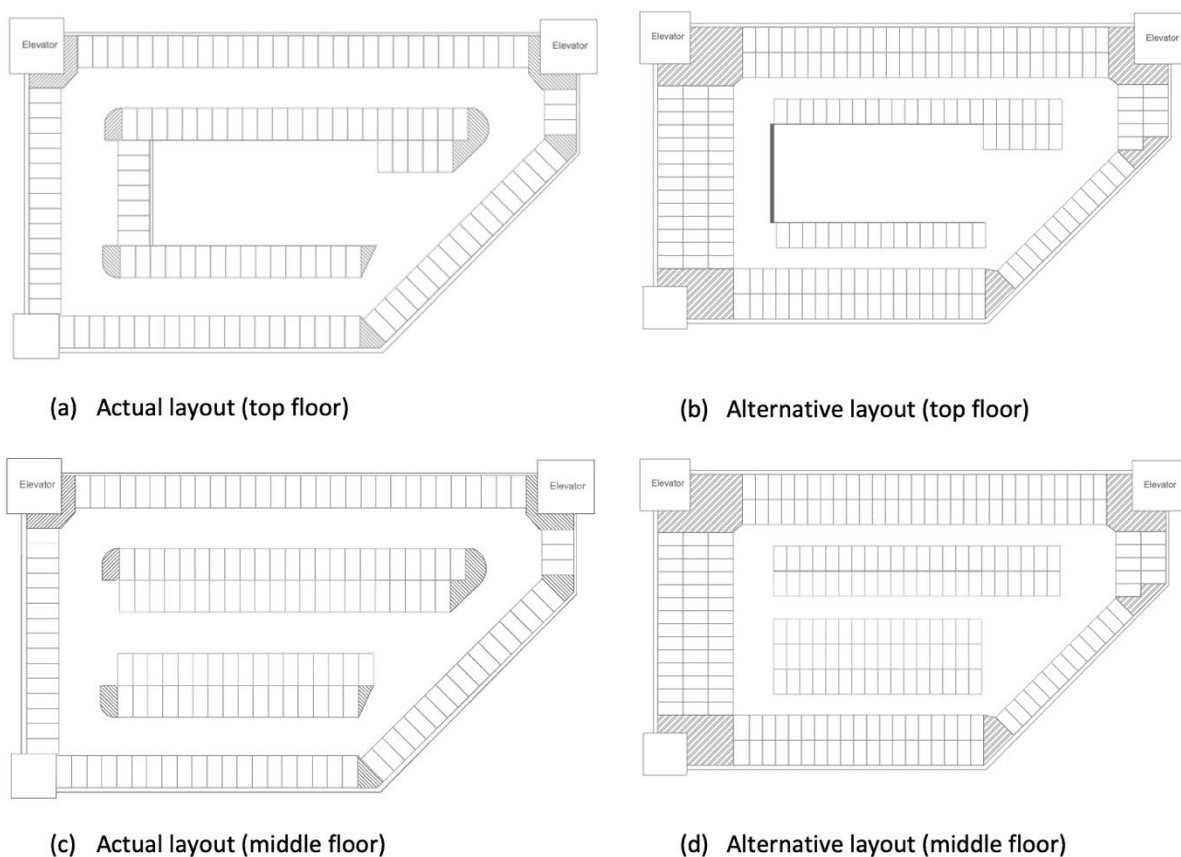 Elevator Elevator Elevator Elevator
(a) Actual layout (top floor) (b) Alternative layout (top floor)
Elevator Elevator Elevator Elevator
(c) Actual layout (middle floor) (d) Alternative layout (middle floor)